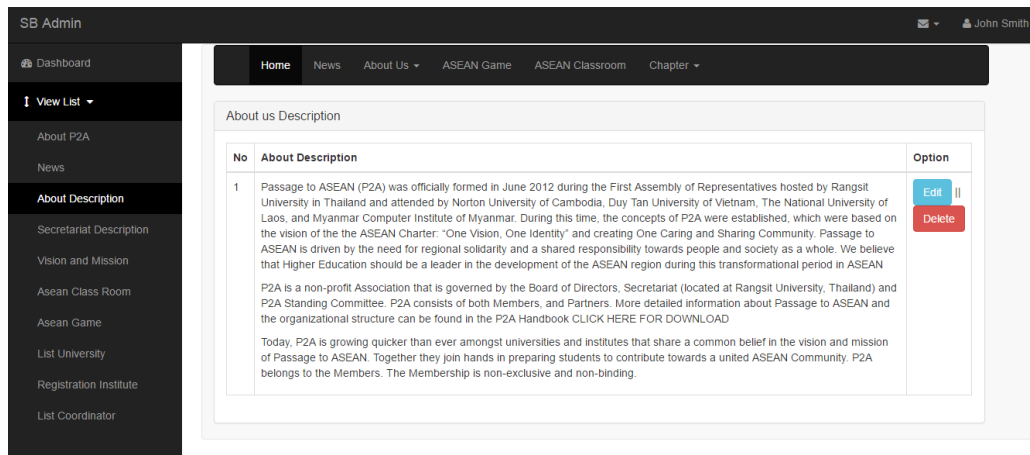 SB Admin
John Smith
Dashboard
Home News About Us ASEAN Game ASEAN Classroom Chapter
View List
About us Description
About P2A
News
About Description
Secretariat Description
Vision and Mission
Asean Class Room
Asean Game
List University
Registration Institute
List Coordinator
No About Description Option
1 Passage to ASEAN (P2A) was officially formed in June 2012 during the First Assembly of Representatives hosted by Rangsit
University in Thailand and attended by Norton University of Cambodia, Duy Tan University of Vietnam, The National University of
Laos, and Myanmar Computer Institute of Myanmar. During this time, the concepts of P2A were established, which were based on
the vision of the the ASEAN Charter: “One Vision, One Identity” and creating One Caring and Sharing Community. Passage to
ASEAN is driven by the need for regional solidarity and a shared responsibility towards people and society as a whole. We believe
that Higher Education should be a leader in the development of the ASEAN region during this transformational period in ASEAN
P2A is a non-profit Association that is governed by the Board of Directors, Secretariat (located at Rangsit University, Thailand) and
P2A Standing Committee. P2A consists of both Members, and Partners. More detailed information about Passage to ASEAN and
the organizational structure can be found in the P2A Handbook CLICK HERE FOR DOWNLOAD
Today, P2A is growing quicker than ever amongst universities and institutes that share a common belief in the vision and mission
of Passage to ASEAN. Together they join hands in preparing students to contribute towards a united ASEAN Community. P2A
belongs to the Members. The Membership is non-exclusive and non-binding.
Edit ||
Delete